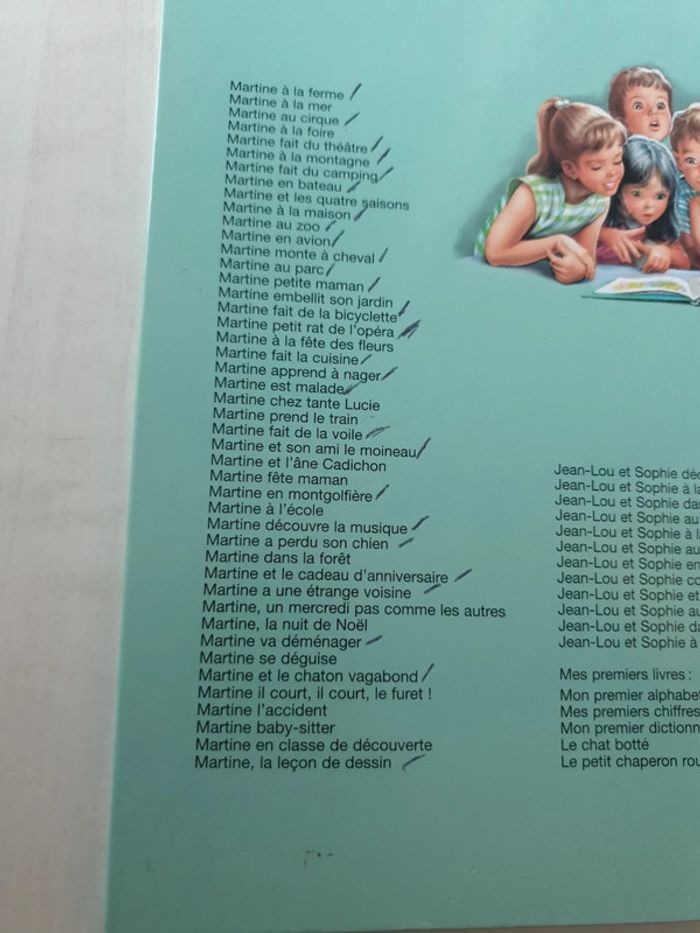 Martine à la ferme
Martine à la mer
Martine au cirque
Martine à la foire
Martine fait du théâtre
Martine à la montagne
Martine fait du camping
Martine en bateau
Martine et les quatre saisons
Martine à la maison
Martine au zoo
Martine en avion
Martine monte à cheval
Martine au parc
Martine petite maman
Martine embellit son jardin
Martine fait de la bicyclette
Martine petit rat de l'opéra
Martine à la fête des fleurs
Martine fait la cuisine
Martine apprend à nager
Martine est malade
Martine chez tante Lucie
Martine prend le train
Martine fait de la voile
Martine et son ami le moineau
Martine et l'âne Cadichon
Martine fête maman
Martine en montgolfière
Martine à l'école
Martine découvre la musique
Martine a perdu son chien
Martine dans la forêt
Martine et le cadeau d'anniversaire
Martine a une étrange voisine
Martine, un mercredi pas comme les autres
Martine, la nuit de Noël
Martine va déménager
Martine se déguise
Martine et le chaton vagabond
Martine il court, il court, le furet !
Martine l'accident
Martine baby-sitter
Martine en classe de découverte
Martine, la leçon de dessin
Jean-Lou et Sophie
Jean-Lou et Sophie à
Jean-Lou et Sophie
Jean-Lou et Sophie au
Jean-Lou et Sophie à
Jean-Lou et Sophie au
Jean-Lou et Sophie en
Jean-Lou et Sophie
Jean-Lou et Sophie et
Jean-Lou et Sophie au
Jean-Lou et Sophie
Jean-Lou et Sophie à
Mes premiers livres :
Mon premier
Mes premiers chiffres
Mon premier
Le chat botté
Le petit chaperon